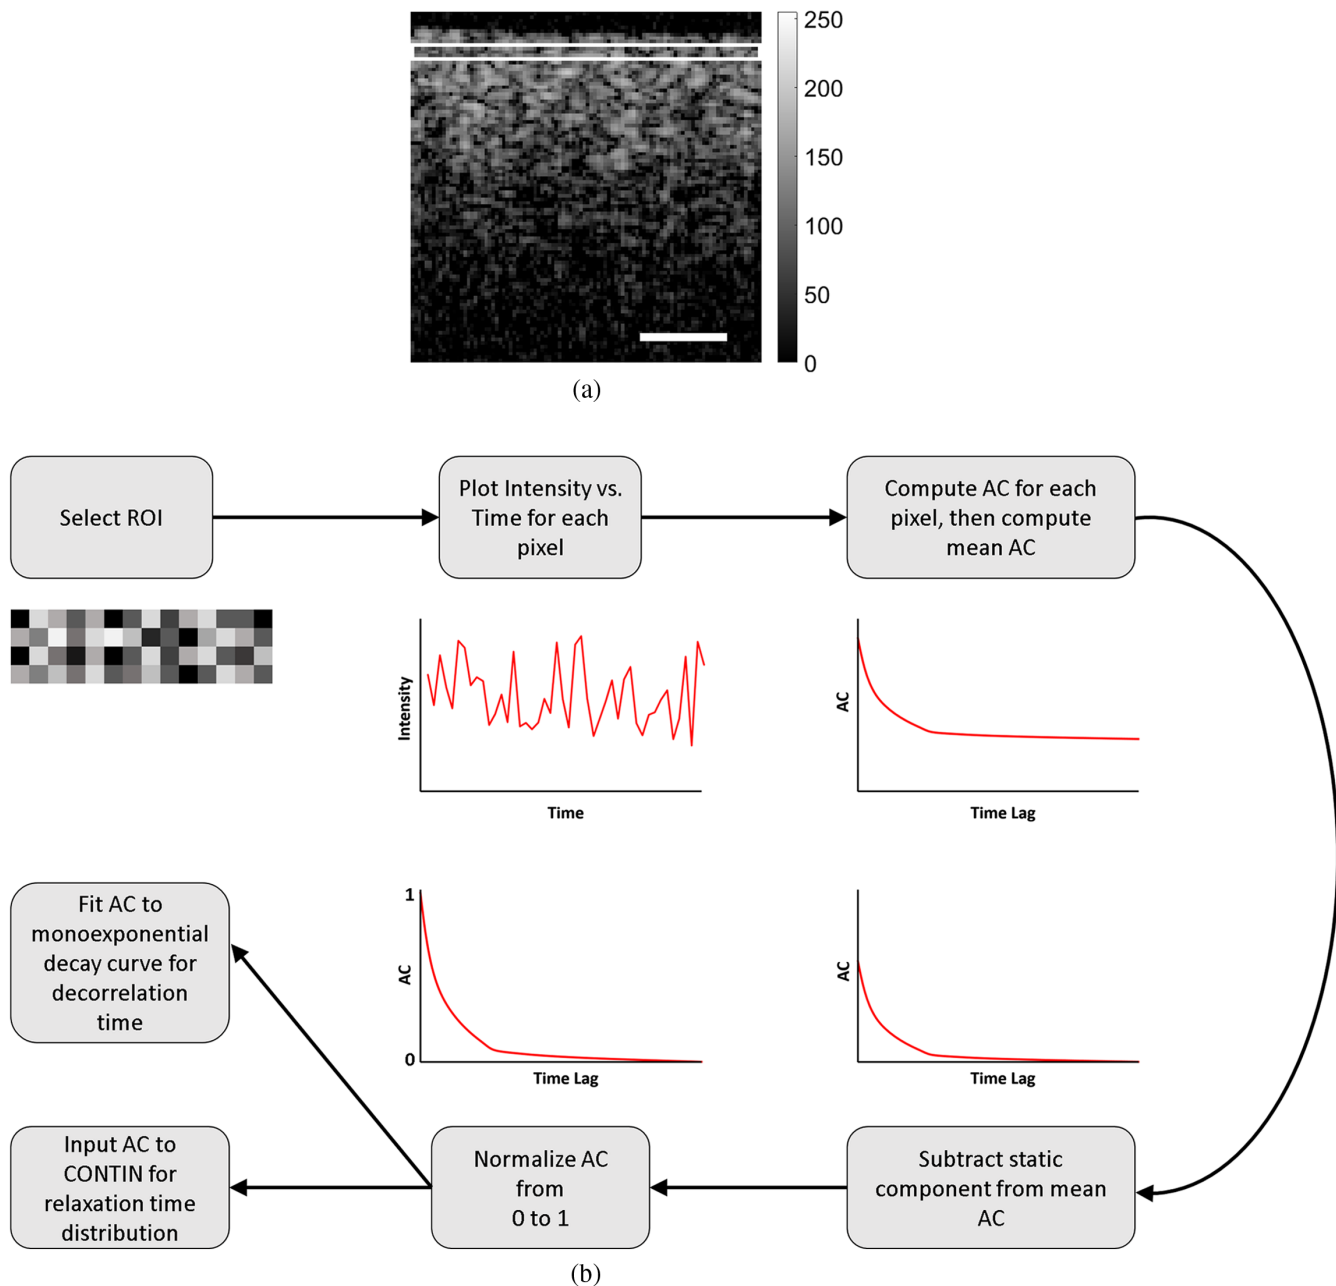 250
200
150
100
50
0
(a)
Select ROI
Plot Intensity vs.
Time for each
pixel
Compute AC for each
pixel, then compute
mean AC
Intensity
Time
AC
Time Lag
Fit AC to
monoexponential
decay curve for
decorrelation
time
1
AC
0
Time Lag
AC
Time Lag
Input AC to
CONTIN for
relaxation time
distribution
Normalize AC
from
0 to 1
Subtract static
component from mean
AC
(b)